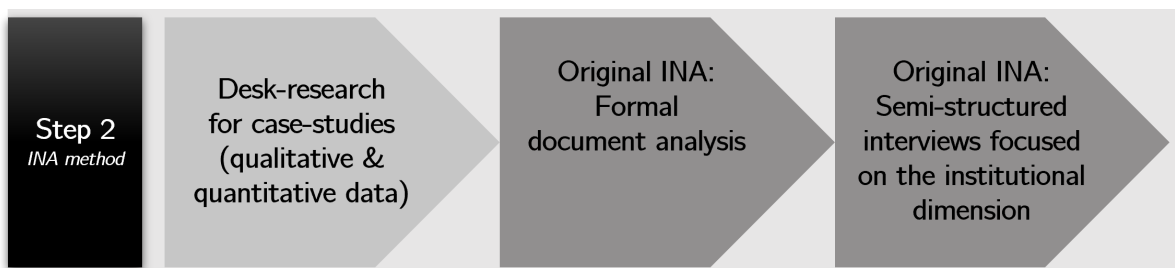 Step 2
INA method
Desk-research
for case-studies
(qualitative &
quantitative data)
Original INA:
Formal
document analysis
Original INA:
Semi-structured
interviews focused
on the institutional
dimension